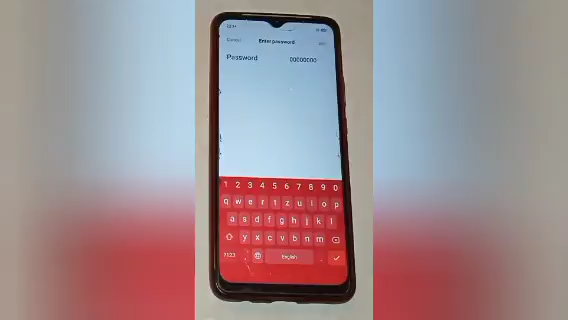 Cancel Enter password
Password 00000000
1 2 3 4 5 6 7 8 9 0
q w e r t z u i o p
a s d f g h j k l
y x c v b n m
?123 English